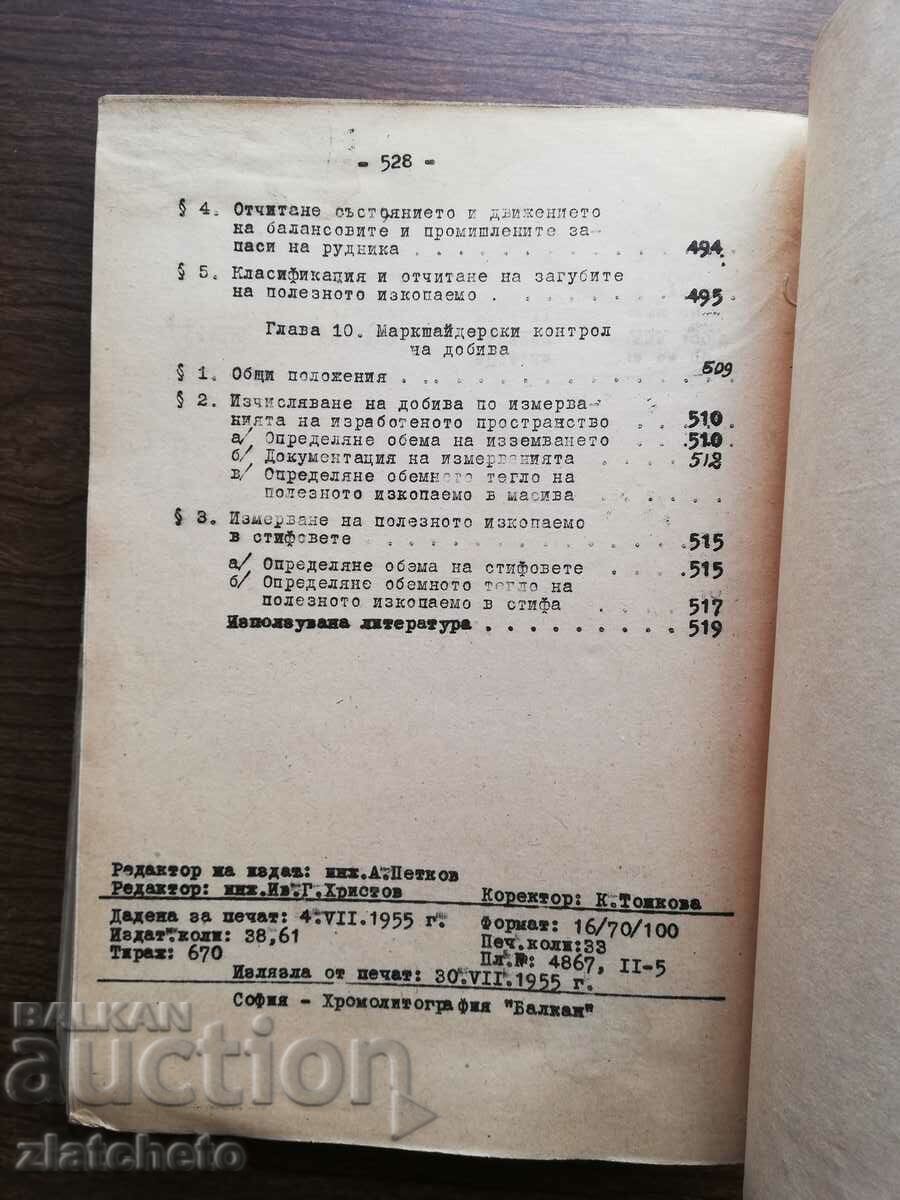 - 528 -
§ 4. Отчитане състоянието и движението
на балансовите и промишлените за-
паси на рудника . . . . . . . . . . 494
§ 5. Класификация и отчитане на загубите
на полезното изкопаемо . . . . . . . 495
Глава 10. Маркшайдерски контрол
на добива
§ 1. Общи положения . . . . . . . . . . . 509
§ 2. Изчисляване на добива по измерва-
нията на изработеното пространство . . . 510
а/ Определяне обема на изземването . . . 510
б/ Документация на измерванията . . . . 512
в/ Определяне обемното тегло на
полезното изкопаемо в масива . . . . .
§ 3. Измерване на полезното изкопаемо
в стифовете . . . . . . . . . . . . 515
а/ Определяне обема на стифовете . . . . 515
б/ Определяне обемното тегло на
полезното изкопаемо в стифа . . . . 517
Използувана литература . . . . . . . . . . 519
Редактор на издат: инж.А.Петков
Редактор: инж.Ив.Г.Христов Коректор: К.Тошкова
Дадена за печат: 4.VII.1955 г. Формат: 16/70/100
Издат.коли: 38,61 Печ.коли:33
Тираж: 670 Пл.№: 4867, II-5
Излязла от печат: 30.VII.1955 г.
София - Хромолитография "Балкан"
BALKAN
auction
zlatcheto